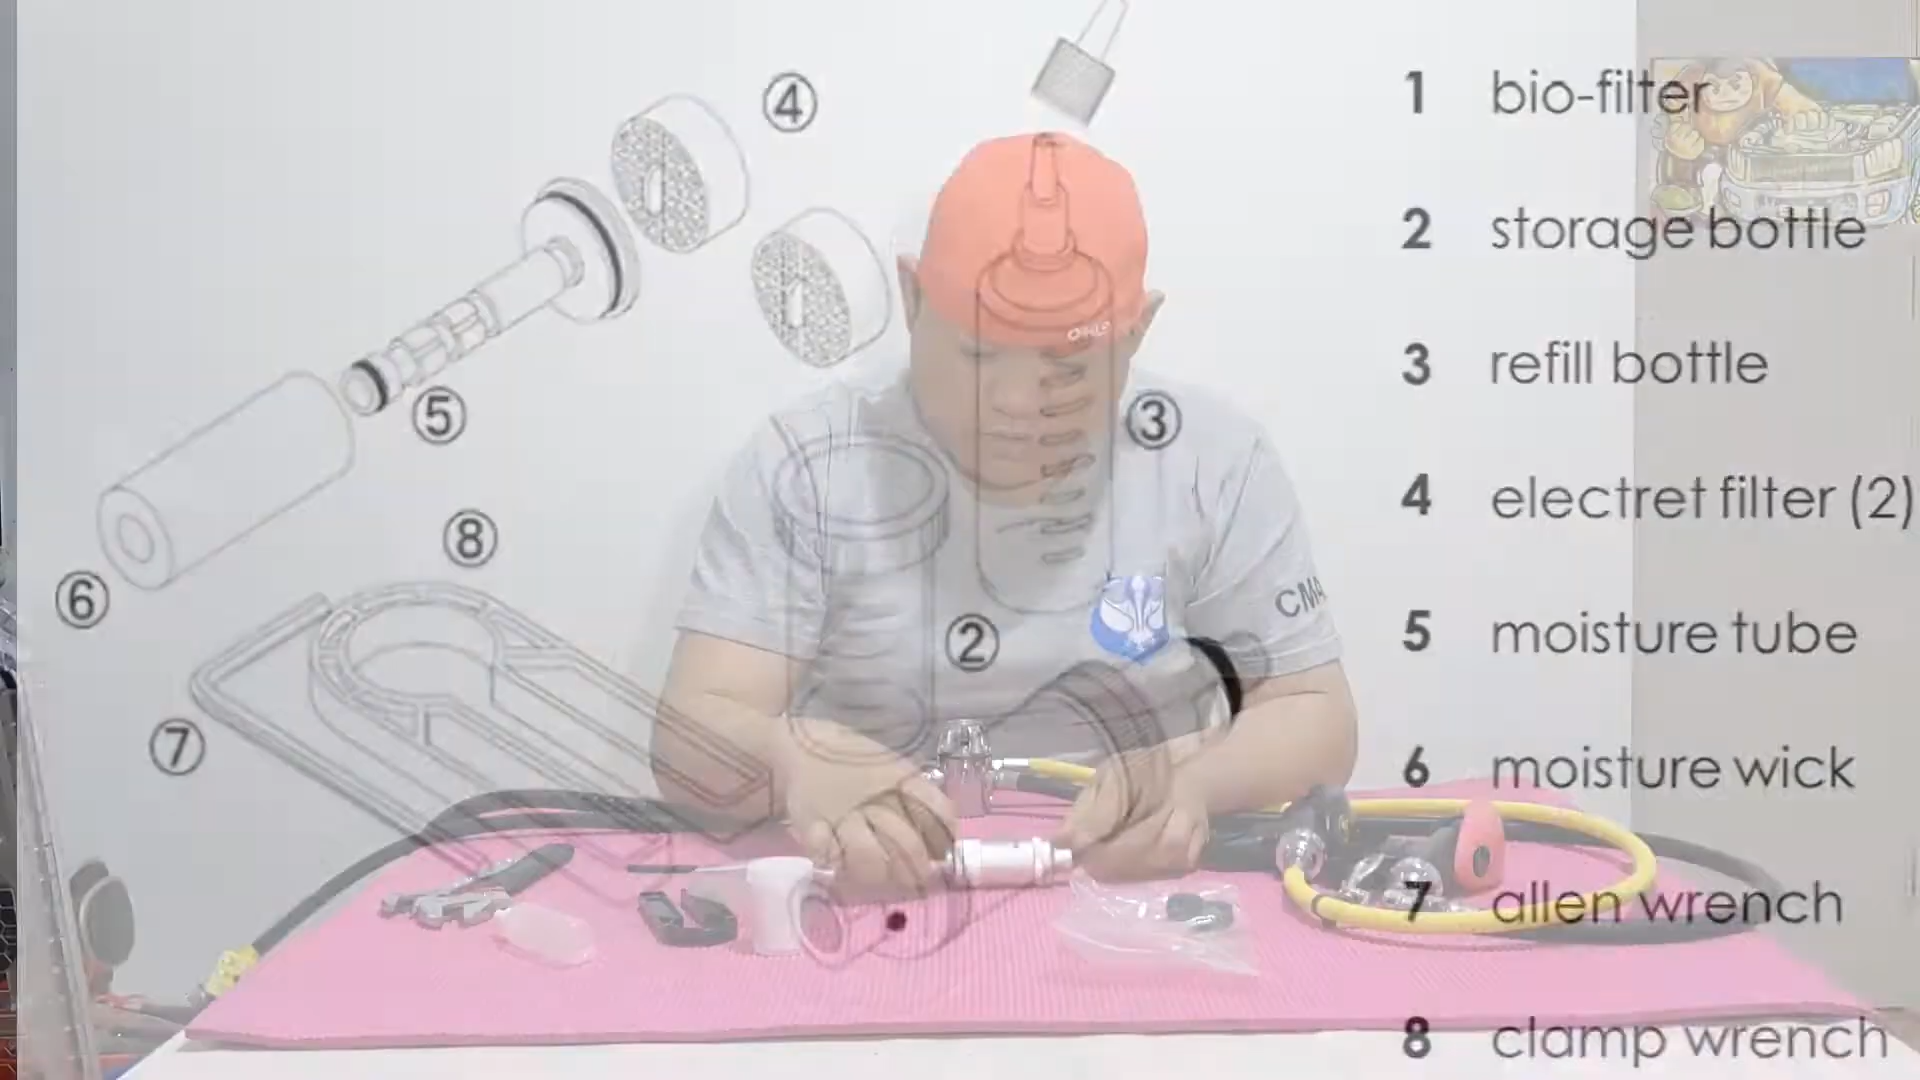 1 bio-filter
2 storage bottle
3 refill bottle
4 electret filter (2)
5 moisture tube
6 moisture wick
7 allen wrench
8 clamp wrench
④
⑤
③
⑧
⑥
②
⑦
CMA